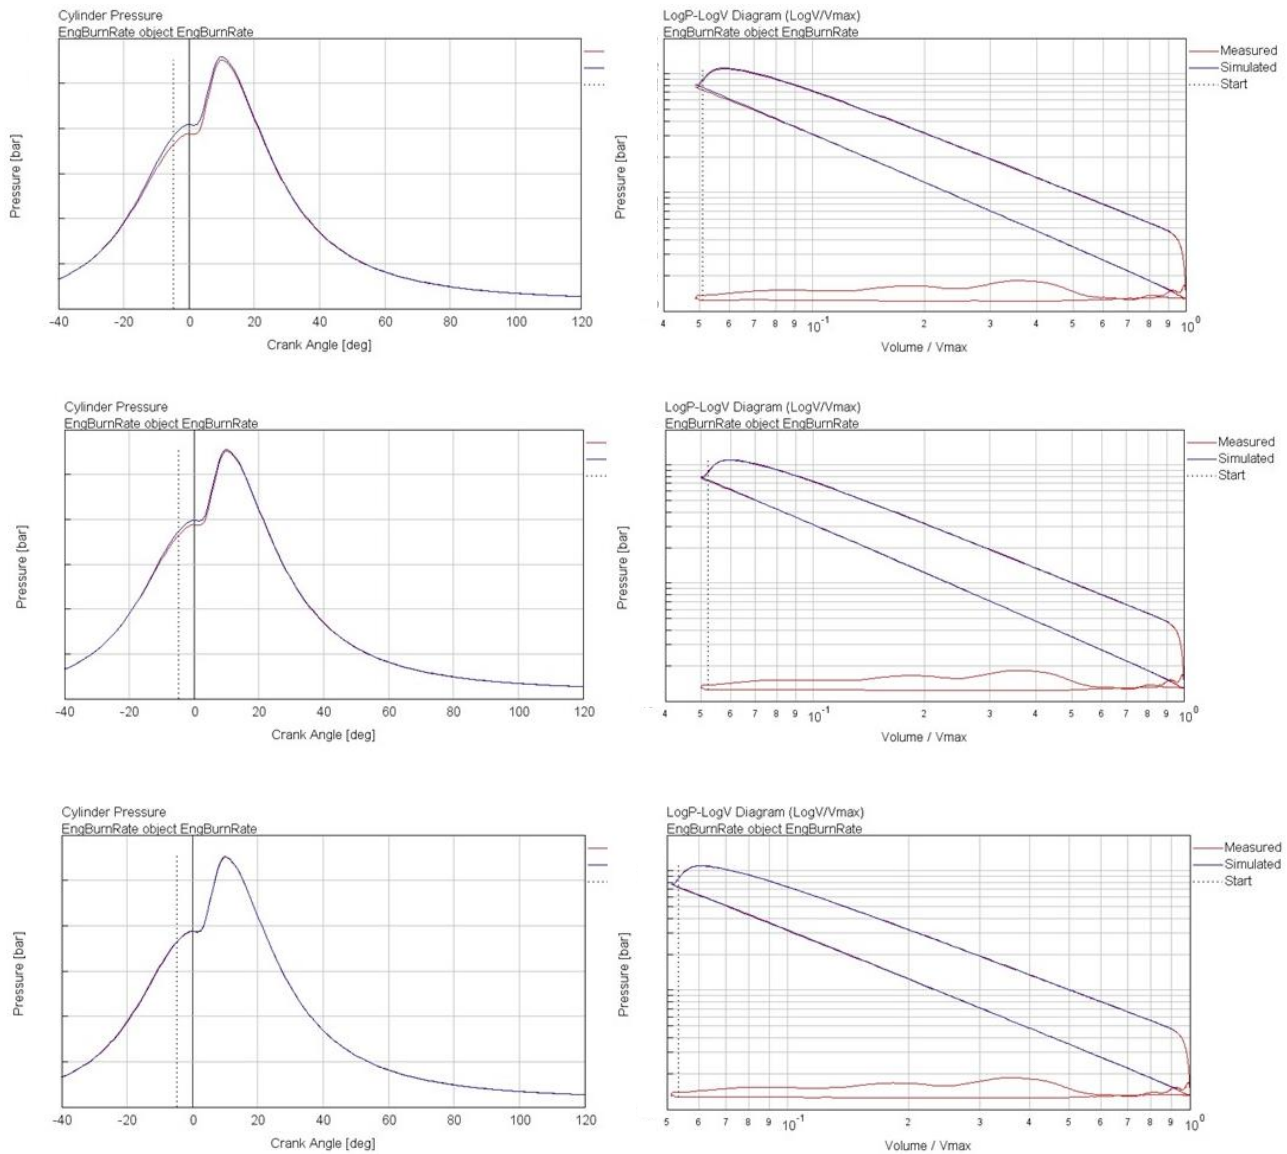 Cylinder Pressure
EngBurnRate object EngBurnRate
Pressure [bar]
-40 -20 0 20 40 60 80 100 120
Crank Angle [deg]
LogP-LogV Diagram (LogV/Vmax)
EngBurnRate object EngBurnRate
Measured
Simulated
Start
Pressure [bar]
4 5 6 7 8 9 10-1 2 3 4 5 6 7 8 9 100
Volume / Vmax
Cylinder Pressure
EngBurnRate object EngBurnRate
Pressure [bar]
-40 -20 0 20 40 60 80 100 120
Crank Angle [deg]
LogP-LogV Diagram (LogV/Vmax)
EngBurnRate object EngBurnRate
Measured
Simulated
Start
Pressure [bar]
4 5 6 7 8 9 10-1 2 3 4 5 6 7 8 9 100
Volume / Vmax
Cylinder Pressure
EngBurnRate object EngBurnRate
Pressure [bar]
-40 -20 0 20 40 60 80 100 120
Crank Angle [deg]
LogP-LogV Diagram (LogV/Vmax)
EngBurnRate object EngBurnRate
Measured
Simulated
Start
Pressure [bar]
5 6 7 8 9 10-1 2 3 4 5 6 7 8 9 100
Volume / Vmax